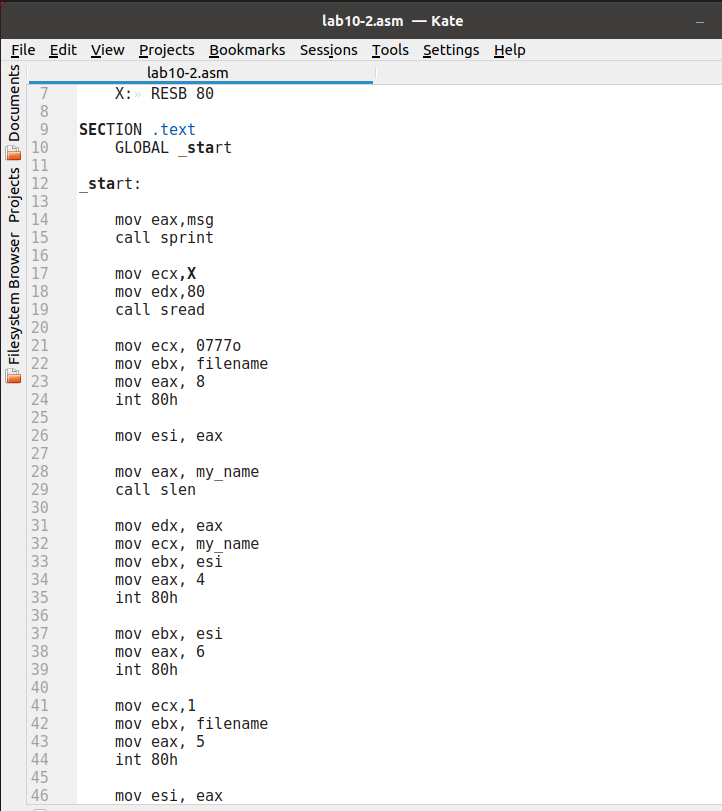 lab10-2.asm — Kate
File Edit View Projects Bookmarks Sessions Tools Settings Help
lab10-2.asm
Documents
Projects
Filesystem Browser
7 X:» RESB 80
8
9 SECTION .text
10 GLOBAL _start
11
12 _start:
13
14 mov eax,msg
15 call sprint
16
17 mov ecx,X
18 mov edx,80
19 call sread
20
21 mov ecx, 0777o
22 mov ebx, filename
23 mov eax, 8
24 int 80h
25
26 mov esi, eax
27
28 mov eax, my_name
29 call slen
30
31 mov edx, eax
32 mov ecx, my_name
33 mov ebx, esi
34 mov eax, 4
35 int 80h
36
37 mov ebx, esi
38 mov eax, 6
39 int 80h
40
41 mov ecx,1
42 mov ebx, filename
43 mov eax, 5
44 int 80h
45
46 mov esi, eax